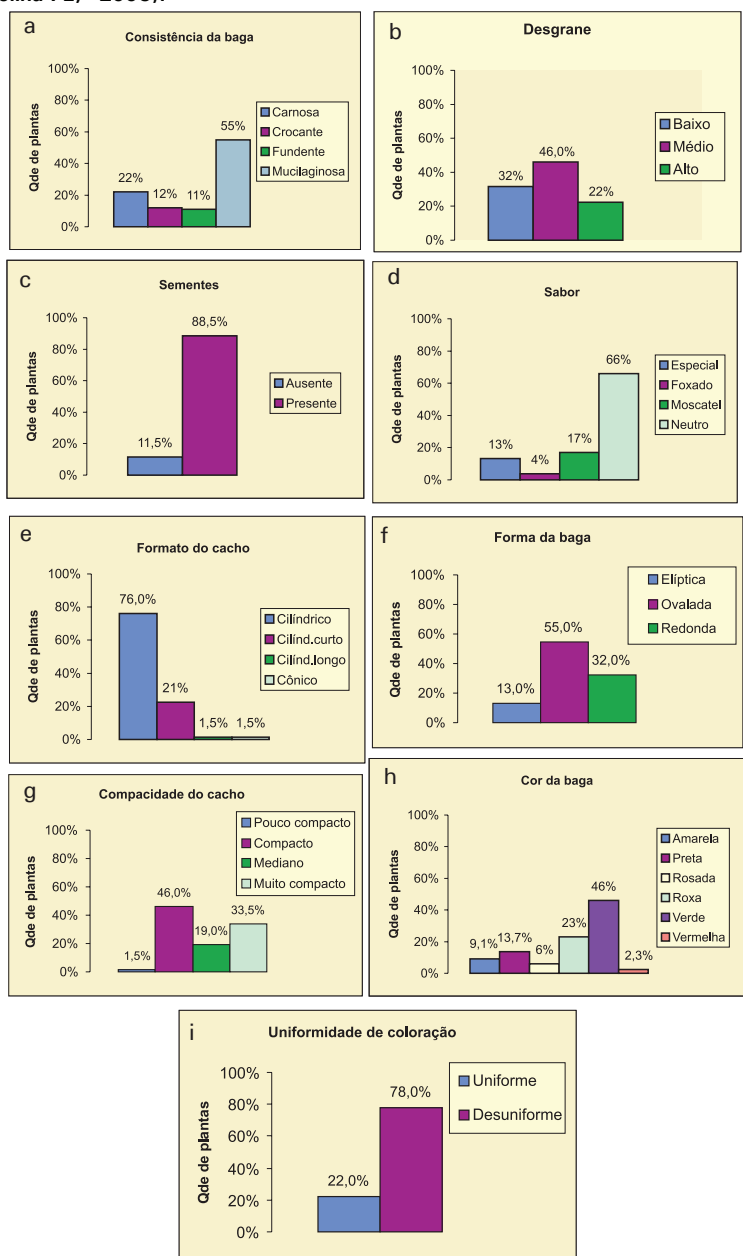 a
Consistência da baga
Qde de plantas
100%
80%
60%
40%
20%
0%
22%
12%
11%
55%
Carnosa
Crocante
Fundente
Mucilaginosa
b
Desgrane
Qde de plantas
100%
80%
60%
40%
20%
0%
32%
46,0%
22%
Baixo
Médio
Alto
c
Sementes
Qde de plantas
100%
80%
60%
40%
20%
0%
11,5%
88,5%
Ausente
Presente
d
Sabor
Qde de plantas
100%
80%
60%
40%
20%
0%
13%
4%
17%
66%
Especial
Foxado
Moscatel
Neutro
e
Formato do cacho
Qde de plantas
100%
80%
60%
40%
20%
0%
76,0%
21%
1,5%
1,5%
Cilíndrico
Cilínd.curto
Cilínd.longo
Cônico
f
Forma da baga
Qde de plantas
100%
80%
60%
40%
20%
0%
13,0%
55,0%
32,0%
Elíptica
Ovalada
Redonda
g
Compacidade do cacho
Qde de plantas
100%
80%
60%
40%
20%
0%
1,5%
46,0%
19,0%
33,5%
Pouco compacto
Compacto
Mediano
Muito compacto
h
Cor da baga
Qde de plantas
100%
80%
60%
40%
20%
0%
9,1%
13,7%
6%
23%
46%
2,3%
Amarela
Preta
Rosada
Roxa
Verde
Vermelha
i
Uniformidade de coloração
Qde de plantas
100%
80%
60%
40%
20%
0%
22,0%
78,0%
Uniforme
Desuniforme